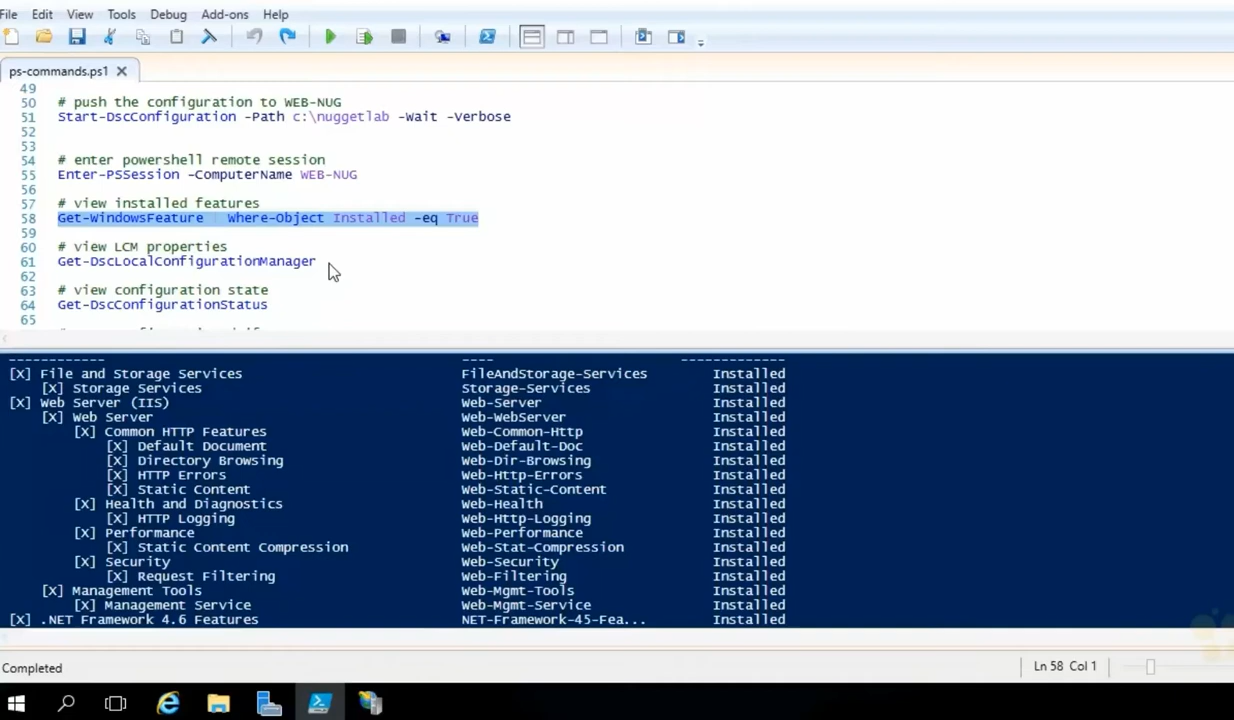 File Edit View Tools Debug Add-ons Help
ps-commands.ps1
49
50 # push the configuration to WEB-NUG
51 Start-DscConfiguration -Path c:\nuggetlab -Wait -Verbose
52
53
54 # enter powershell remote session
55 Enter-PSSession -ComputerName WEB-NUG
56
57 # view installed features
58 Get-WindowsFeature | Where-Object Installed -eq True
59
60 # view LCM properties
61 Get-DscLocalConfigurationManager
62
63 # view configuration state
64 Get-DscConfigurationStatus
65
------------ ---- -------------
[X] File and Storage Services FileAndStorage-Services Installed
[X] Storage Services Storage-Services Installed
[X] Web Server (IIS) Web-Server Installed
[X] Web Server Web-WebServer Installed
[X] Common HTTP Features Web-Common-Http Installed
[X] Default Document Web-Default-Doc Installed
[X] Directory Browsing Web-Dir-Browsing Installed
[X] HTTP Errors Web-Http-Errors Installed
[X] Static Content Web-Static-Content Installed
[X] Health and Diagnostics Web-Health Installed
[X] HTTP Logging Web-Http-Logging Installed
[X] Performance Web-Performance Installed
[X] Static Content Compression Web-Stat-Compression Installed
[X] Security Web-Security Installed
[X] Request Filtering Web-Filtering Installed
[X] Management Tools Web-Mgmt-Tools Installed
[X] Management Service Web-Mgmt-Service Installed
[X] .NET Framework 4.6 Features NET-Framework-45-Fea... Installed
Completed Ln 58 Col 1